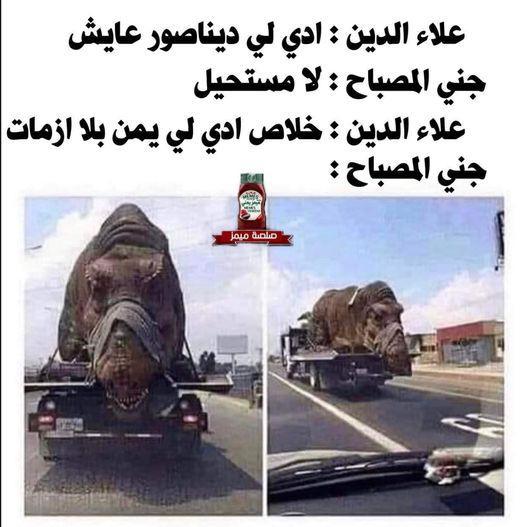 علاء الدين : ادي لي ديناصور عايش
جني المصباح : لا مستحيل
علاء الدين : خلاص ادي لي يمن بلا ازمات
جني المصباح :
صلصة ميمز